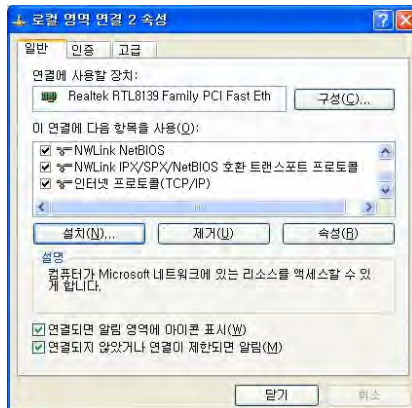 로컬 영역 연결 2 속성
일반 인증 고급
연결에 사용할 장치:
Realtek RTL8139 Family PCI Fast Eth 구성(C)...
이 연결에 다음 항목을 사용(O):
NWLink NetBIOS
NWLink IPX/SPX/NetBIOS 호환 트랜스포트 프로토콜
인터넷 프로토콜(TCP/IP)
설치(N)... 제거(U) 속성(R)
설명
컴퓨터가 Microsoft 네트워크에 있는 리소스를 액세스할 수 있
게 합니다.
연결되면 알림 영역에 아이콘 표시(W)
연결되지 않았거나 연결이 제한되면 알림(M)
닫기 취소